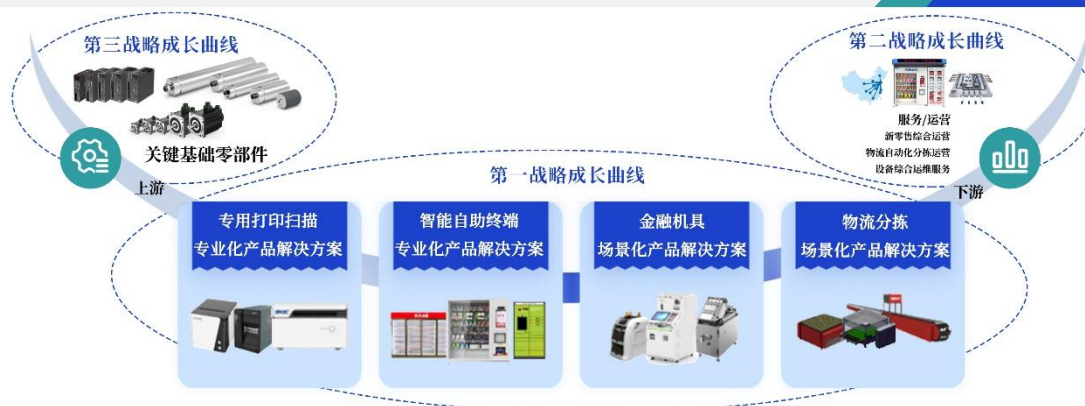 第三战略成长曲线
关键基础零部件
上游
第二战略成长曲线
服务/运营
新零售综合运营
物流自动化分拣运营
设备综合运维服务
下游
第一战略成长曲线
专用打印扫描
专业化产品解决方案
智能自助终端
专业化产品解决方案
金融机具
场景化产品解决方案
物流分拣
场景化产品解决方案